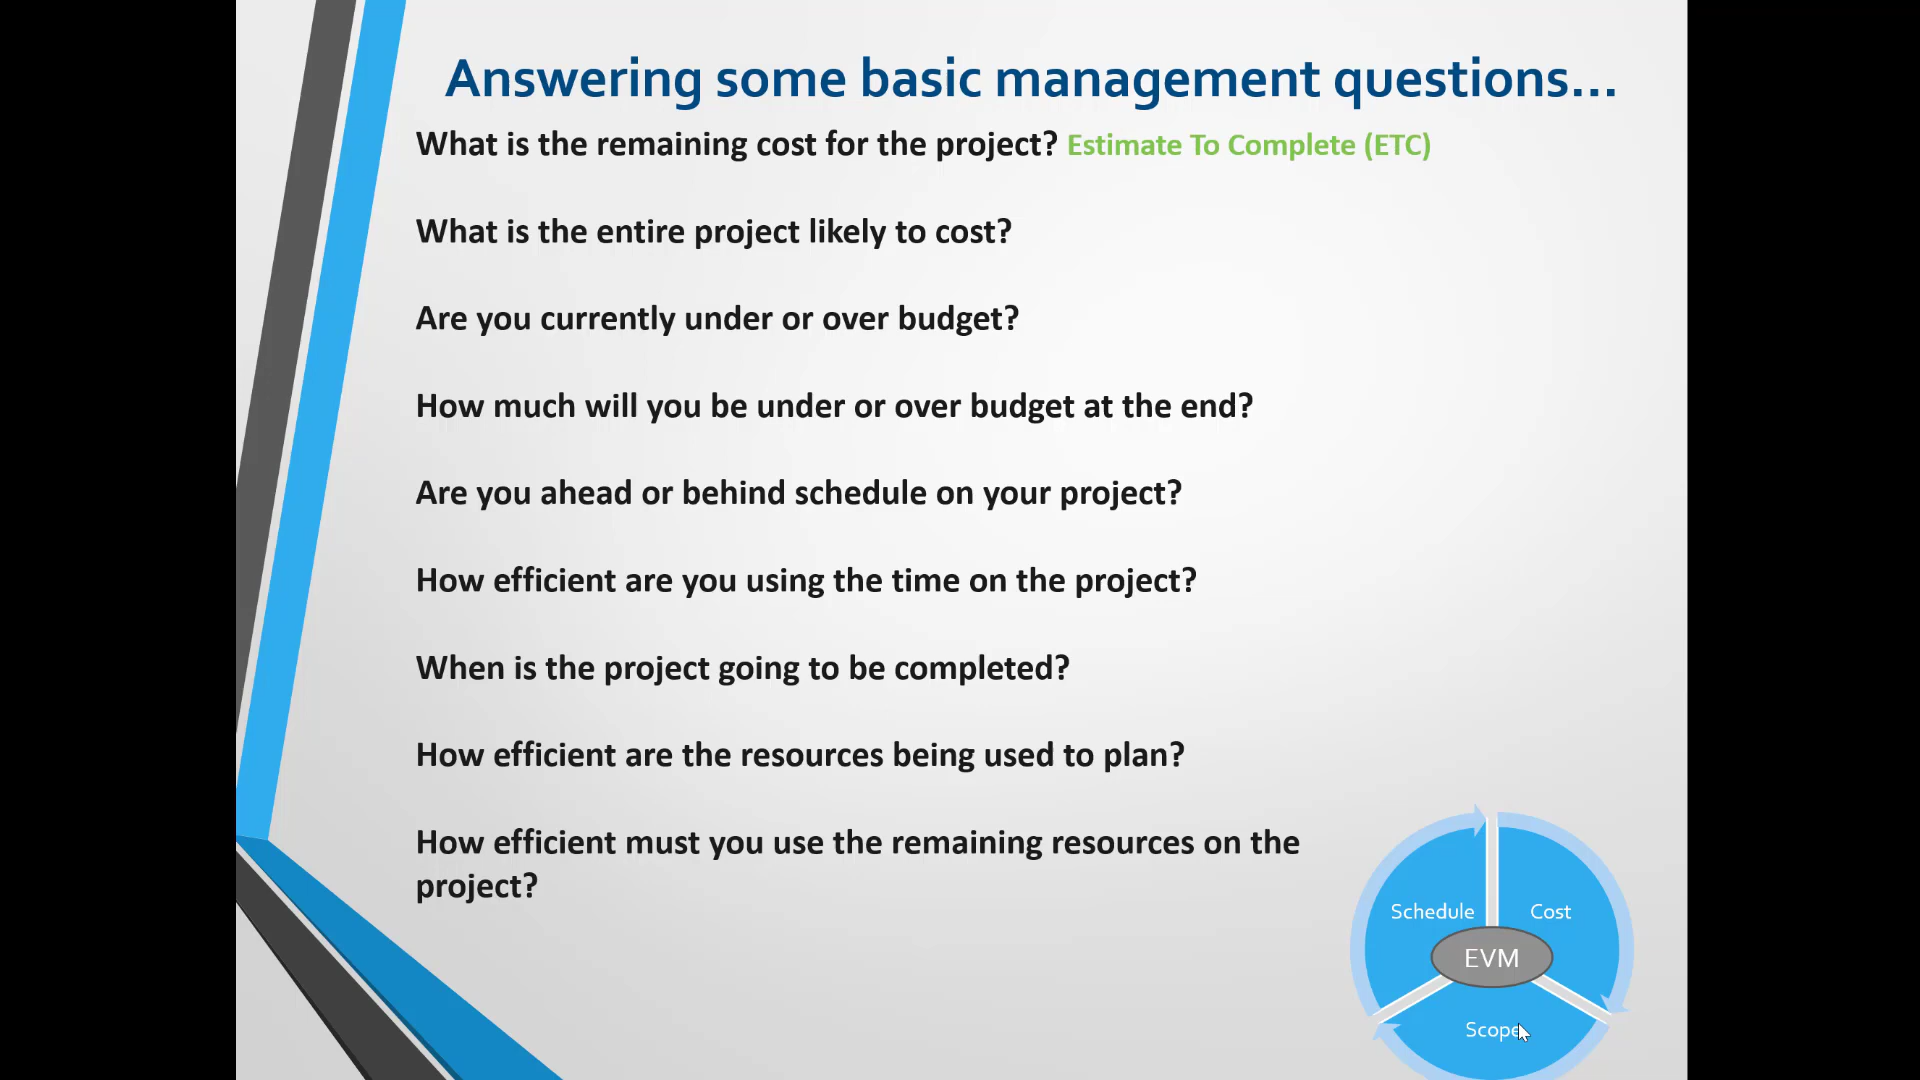 Answering some basic management questions...
What is the remaining cost for the project? Estimate To Complete (ETC)
What is the entire project likely to cost?
Are you currently under or over budget?
How much will you be under or over budget at the end?
Are you ahead or behind schedule on your project?
How efficient are you using the time on the project?
When is the project going to be completed?
How efficient are the resources being used to plan?
How efficient must you use the remaining resources on the
project?
Schedule
Cost
EVM
Scope